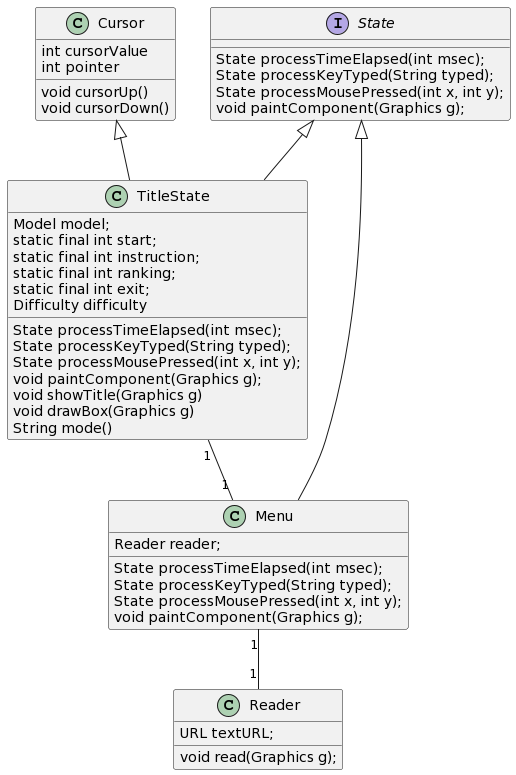 C Cursor
int cursorValue
int pointer
void cursorUp()
void cursorDown()
I State
State processTimeElapsed(int msec);
State processKeyTyped(String typed);
State processMousePressed(int x, int y);
void paintComponent(Graphics g);
C TitleState
Model model;
static final int start;
static final int instruction;
static final int ranking;
static final int exit;
Difficulty difficulty
State processTimeElapsed(int msec);
State processKeyTyped(String typed);
State processMousePressed(int x, int y);
void paintComponent(Graphics g);
void showTitle(Graphics g)
void drawBox(Graphics g)
String mode()
1
1
C Menu
Reader reader;
State processTimeElapsed(int msec);
State processKeyTyped(String typed);
State processMousePressed(int x, int y);
void paintComponent(Graphics g);
1
1
C Reader
URL textURL;
void read(Graphics g);